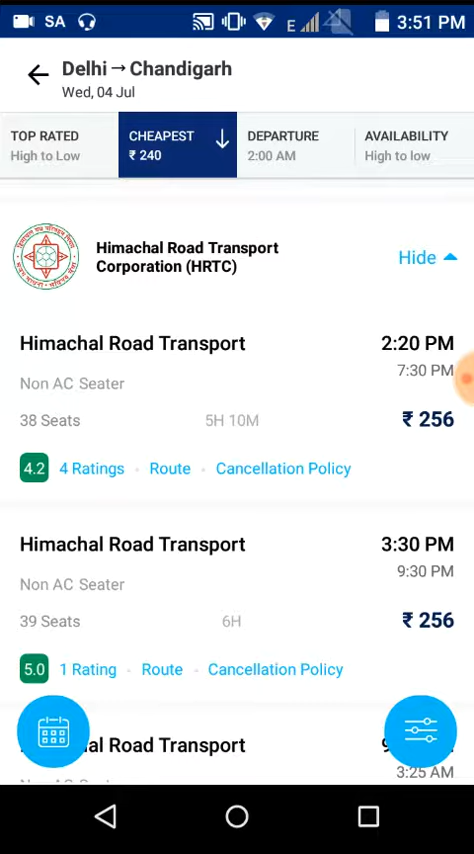 SA E 3:51 PM
Delhi → Chandigarh
Wed, 04 Jul
TOP RATED
High to Low
CHEAPEST
₹ 240
DEPARTURE
2:00 AM
AVAILABILITY
High to low
Himachal Road Transport
Corporation (HRTC)
Hide
Himachal Road Transport 2:20 PM
Non AC Seater 7:30 PM
38 Seats 5H 10M ₹ 256
4.2 4 Ratings - Route - Cancellation Policy
Himachal Road Transport 3:30 PM
Non AC Seater 9:30 PM
39 Seats 6H ₹ 256
5.0 1 Rating - Route - Cancellation Policy
al Road Transport
3:25 AM